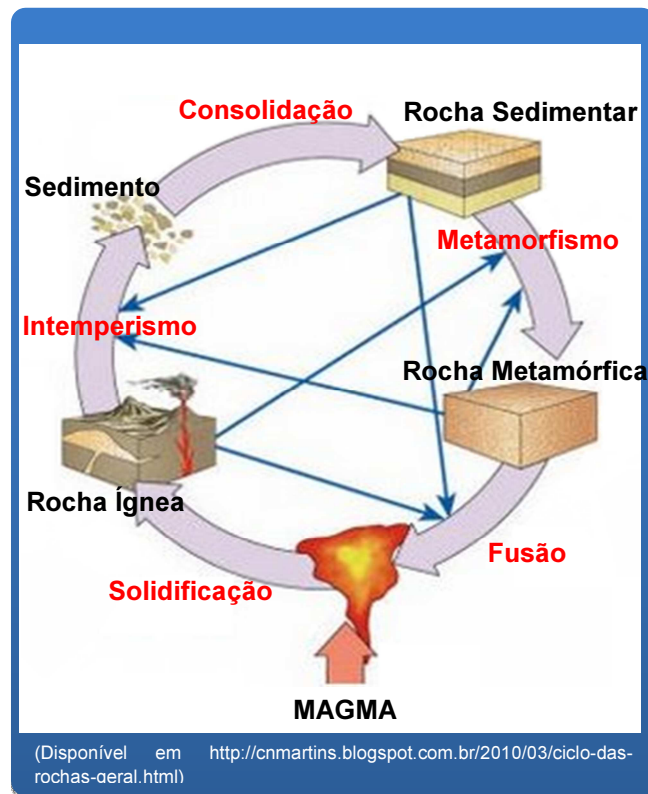 Consolidação
Rocha Sedimentar
Sedimento
Metamorfismo
Intemperismo
Rocha Metamórfica
Rocha Ígnea
Fusão
Solidificação
MAGMA
(Disponível em http://cnmartins.blogspot.com.br/2010/03/ciclo-das-
rochas-geral.html)